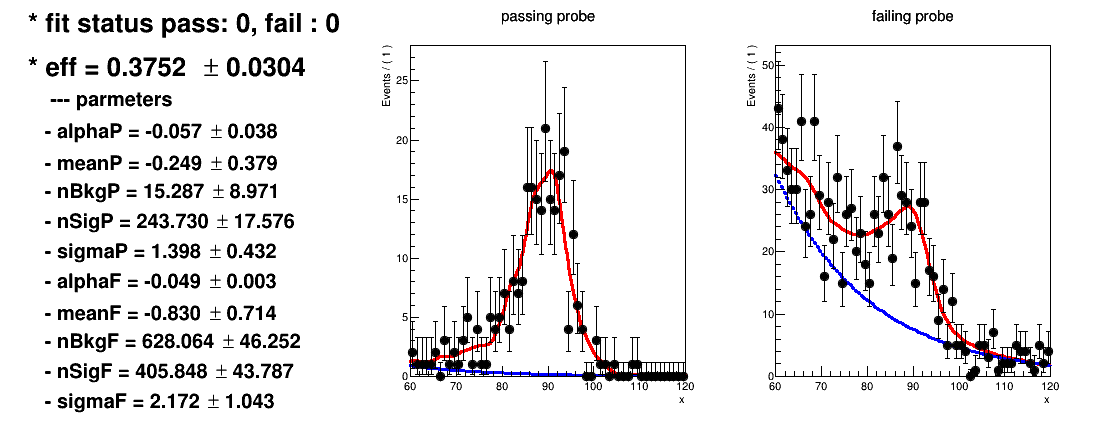 * fit status pass: 0, fail : 0
* eff = 0.3752 ± 0.0304
--- parmeters
- alphaP = -0.057 ± 0.038
- meanP = -0.249 ± 0.379
- nBkgP = 15.287 ± 8.971
- nSigP = 243.730 ± 17.576
- sigmaP = 1.398 ± 0.432
- alphaF = -0.049 ± 0.003
- meanF = -0.830 ± 0.714
- nBkgF = 628.064 ± 46.252
- nSigF = 405.848 ± 43.787
- sigmaF = 2.172 ± 1.043
passing probe
Events / ( 1 )
25
20
15
10
5
0
60 70 80 90 100 110 120
x
failing probe
Events / ( 1 )
50
40
30
20
10
0
60 70 80 90 100 110 120
x